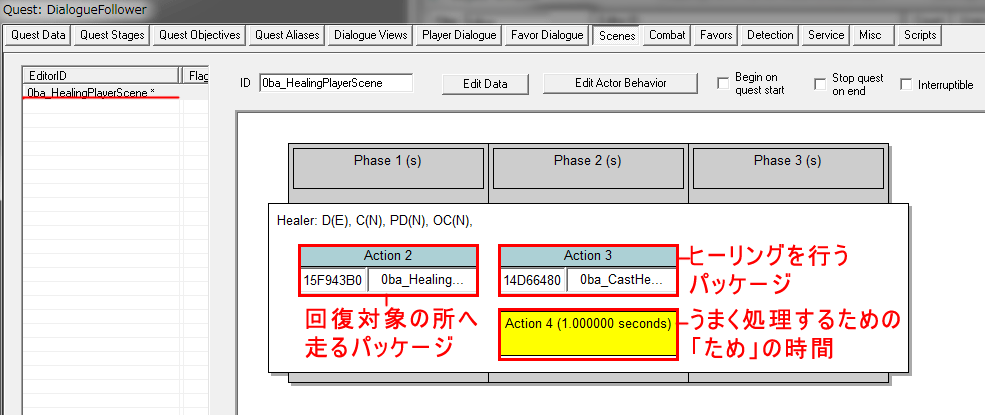 Quest: DialogueFollower
Quest Data Quest Stages Quest Objectives Quest Aliases Dialogue Views Player Dialogue Favor Dialogue Scenes Combat Favors Detection Service Misc Scripts
EditorID Flag
0ba_HealingPlayerScene *
ID 0ba_HealingPlayerScene Edit Data Edit Actor Behavior
Begin on
quest start
Stop quest
on end
Interruptible
Phase 1 (s) Phase 2 (s) Phase 3 (s)
Healer: D(E), C(N), PD(N), OC(N),
Action 2
15F943B0 0ba_Healing...
回復対象の所へ
走るパッケージ
Action 3
14D66480 0ba_CastHe...
ヒーリングを行う
パッケージ
Action 4 (1.000000 seconds)
うまく処理するための
「ため」の時間